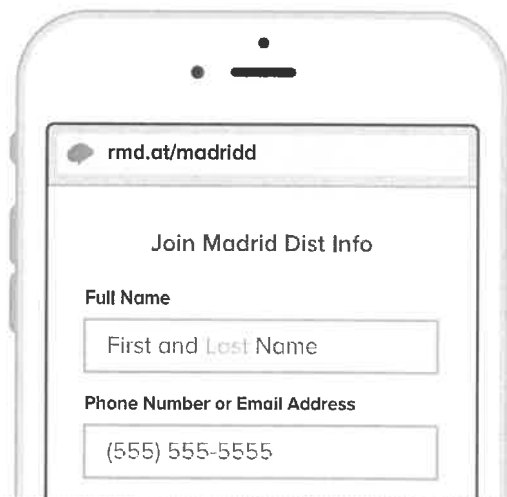 rmd.at/madridd
Join Madrid Dist Info
Full Name
First and Last Name
Phone Number or Email Address
(555) 555-5555